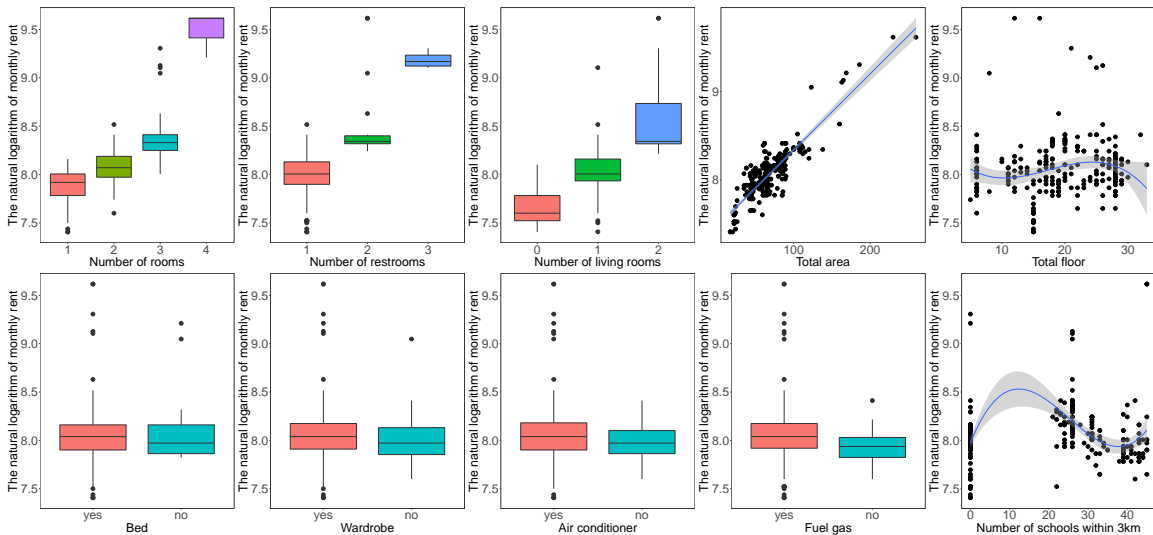 The natural logarithm of monthly rent
9.5
9.0
8.5
8.0
7.5
1 2 3 4
Number of rooms
The natural logarithm of monthly rent
9.5
9.0
8.5
8.0
7.5
1 2 3
Number of restrooms
The natural logarithm of monthly rent
9.5
9.0
8.5
8.0
7.5
0 1 2
Number of living rooms
The natural logarithm of monthly rent
9
8
100 200
Total area
The natural logarithm of monthly rent
9.5
9.0
8.5
8.0
7.5
10 20 30
Total floor
The natural logarithm of monthly rent
9.5
9.0
8.5
8.0
7.5
yes no
Bed
The natural logarithm of monthly rent
9.5
9.0
8.5
8.0
7.5
yes no
Wardrobe
The natural logarithm of monthly rent
9.5
9.0
8.5
8.0
7.5
yes no
Air conditioner
The natural logarithm of monthly rent
9.5
9.0
8.5
8.0
7.5
yes no
Fuel gas
The natural logarithm of monthly rent
9.5
9.0
8.5
8.0
7.5
0 10 20 30 40
Number of schools within 3km